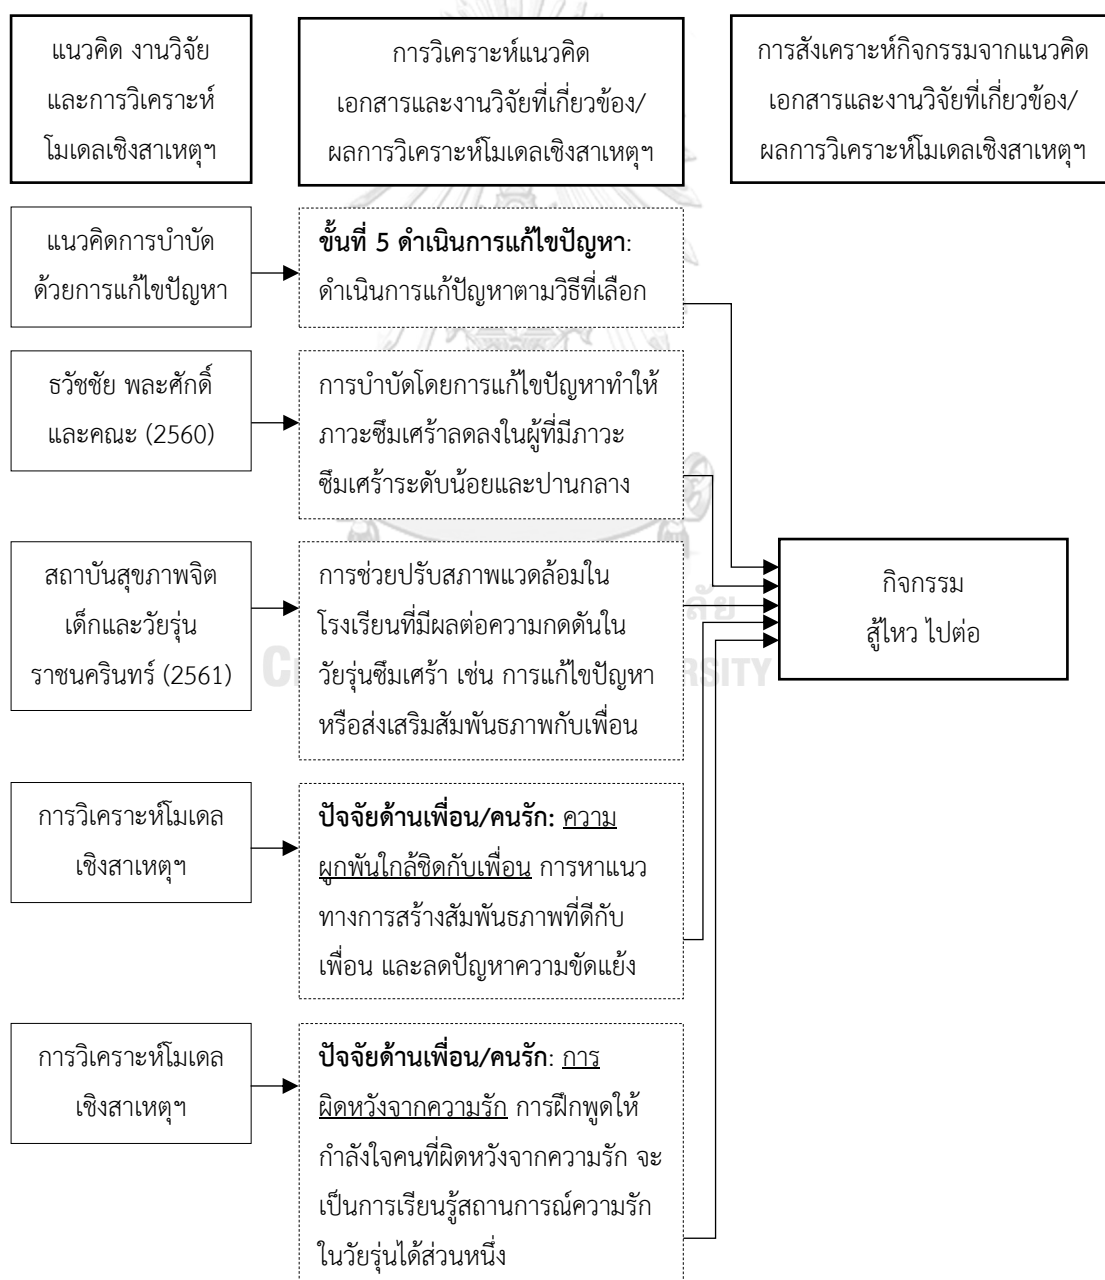 แนวคิด งานวิจัย
และการวิเคราะห์
โมเดลเชิงสาเหตุฯ
การวิเคราะห์แนวคิด
เอกสารและงานวิจัยที่เกี่ยวข้อง/
ผลการวิเคราะห์โมเดลเชิงสาเหตุฯ
การสังเคราะห์กิจกรรมจากแนวคิด
เอกสารและงานวิจัยที่เกี่ยวข้อง/
ผลการวิเคราะห์โมเดลเชิงสาเหตุฯ
แนวคิดการบำบัด
ด้วยการแก้ไขปัญหา
ขั้นที่ 5 ดำเนินการแก้ไขปัญหา:
ดำเนินการแก้ปัญหาตามวิธีที่เลือก
ธวัชชัย พละศักดิ์
และคณะ (2560)
การบำบัดโดยการแก้ไขปัญหาทำให้
ภาวะซึมเศร้าลดลงในผู้ที่มีภาวะ
ซึมเศร้าระดับน้อยและปานกลาง
สถาบันสุขภาพจิต
เด็กและวัยรุ่น
ราชนครินทร์ (2561)
การช่วยปรับสภาพแวดล้อมใน
โรงเรียนที่มีผลต่อความกดดันใน
วัยรุ่นซึมเศร้า เช่น การแก้ไขปัญหา
หรือส่งเสริมสัมพันธภาพกับเพื่อน
กิจกรรม
สู้ไหว ไปต่อ
การวิเคราะห์โมเดล
เชิงสาเหตุฯ
ปัจจัยด้านเพื่อน/คนรัก: ความ
ผูกพันใกล้ชิดกับเพื่อน การหาแนว
ทางการสร้างสัมพันธภาพที่ดีกับ
เพื่อน และลดปัญหาความขัดแย้ง
การวิเคราะห์โมเดล
เชิงสาเหตุฯ
ปัจจัยด้านเพื่อน/คนรัก: การ
ผิดหวังจากความรัก การฝึกพูดให้
กำลังใจคนที่ผิดหวังจากความรัก จะ
เป็นการเรียนรู้สถานการณ์ความรัก
ในวัยรุ่นได้ส่วนหนึ่ง